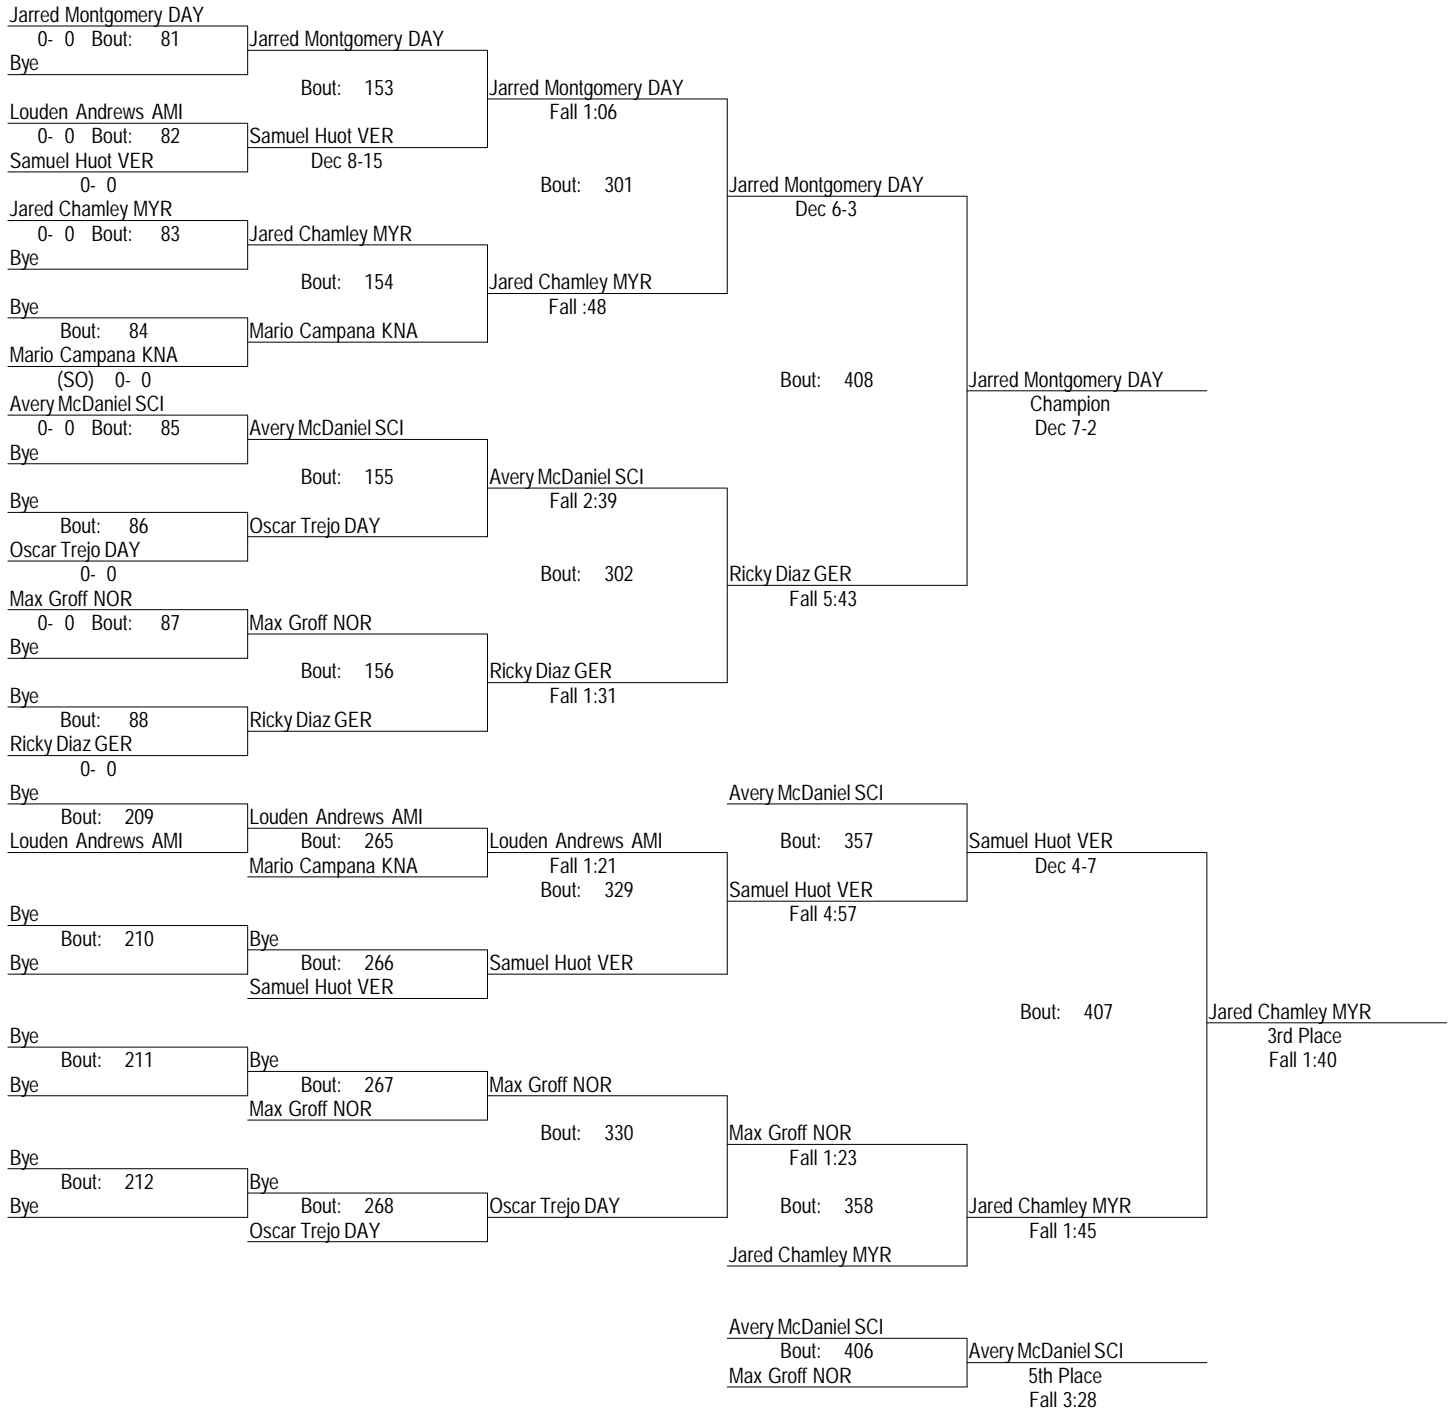 Jarred Montgomery DAY
0- 0 Bout: 81
Jarred Montgomery DAY
Bye
Bout: 153
Jarred Montgomery DAY
Louden Andrews AMI
Fall 1:06
0- 0 Bout: 82
Samuel Huot VER
Samuel Huot VER
Dec 8-15
0- 0
Bout: 301
Jarred Montgomery DAY
Jared Chamley MYR
Dec 6-3
0- 0 Bout: 83
Jared Chamley MYR
Bye
Bout: 154
Jared Chamley MYR
Bye
Fall :48
Bout: 84
Mario Campana KNA
Mario Campana KNA
(SO) 0- 0
Bout: 408
Jarred Montgomery DAY
Avery McDaniel SCI
Champion
0- 0 Bout: 85
Avery McDaniel SCI
Dec 7-2
Bye
Bout: 155
Avery McDaniel SCI
Bye
Fall 2:39
Bout: 86
Oscar Trejo DAY
Oscar Trejo DAY
0- 0
Bout: 302
Ricky Diaz GER
Max Groff NOR
Fall 5:43
0- 0 Bout: 87
Max Groff NOR
Bye
Bout: 156
Ricky Diaz GER
Bye
Fall 1:31
Bout: 88
Ricky Diaz GER
Ricky Diaz GER
0- 0
Bye
Avery McDaniel SCI
Bout: 209
Louden Andrews AMI
Louden Andrews AMI
Bout: 265
Louden Andrews AMI
Bout: 357
Samuel Huot VER
Mario Campana KNA
Fall 1:21
Dec 4-7
Bout: 329
Samuel Huot VER
Bye
Fall 4:57
Bout: 210
Bye
Bye
Bout: 266
Samuel Huot VER
Samuel Huot VER
Bout: 407
Jared Chamley MYR
Bye
3rd Place
Bout: 211
Bye
Fall 1:40
Bye
Bout: 267
Max Groff NOR
Max Groff NOR
Bout: 330
Max Groff NOR
Bye
Fall 1:23
Bout: 212
Bye
Bye
Bout: 268
Oscar Trejo DAY
Bout: 358
Jared Chamley MYR
Oscar Trejo DAY
Fall 1:45
Jared Chamley MYR
Avery McDaniel SCI
Bout: 406
Avery McDaniel SCI
Max Groff NOR
5th Place
Fall 3:28